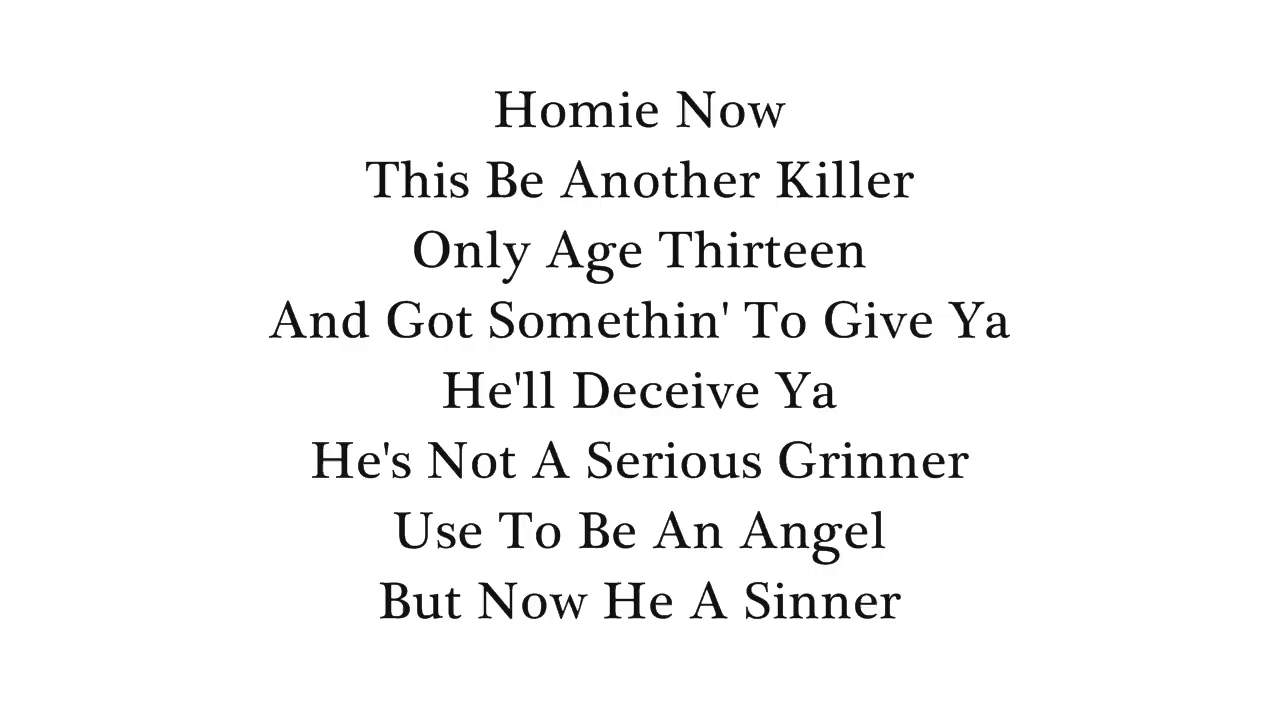 Homie Now
This Be Another Killer
Only Age Thirteen
And Got Somethin' To Give Ya
He'll Deceive Ya
He's Not A Serious Grinner
Use To Be An Angel
But Now He A Sinner